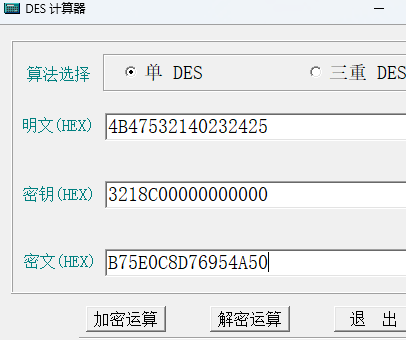 DES 计算器
算法选择 单 DES 三重 DES
明文(HEX) 4B47532140232425
密钥(HEX) 3218C00000000000
密文(HEX) B75E0C8D76954A50
加密运算 解密运算 退 出